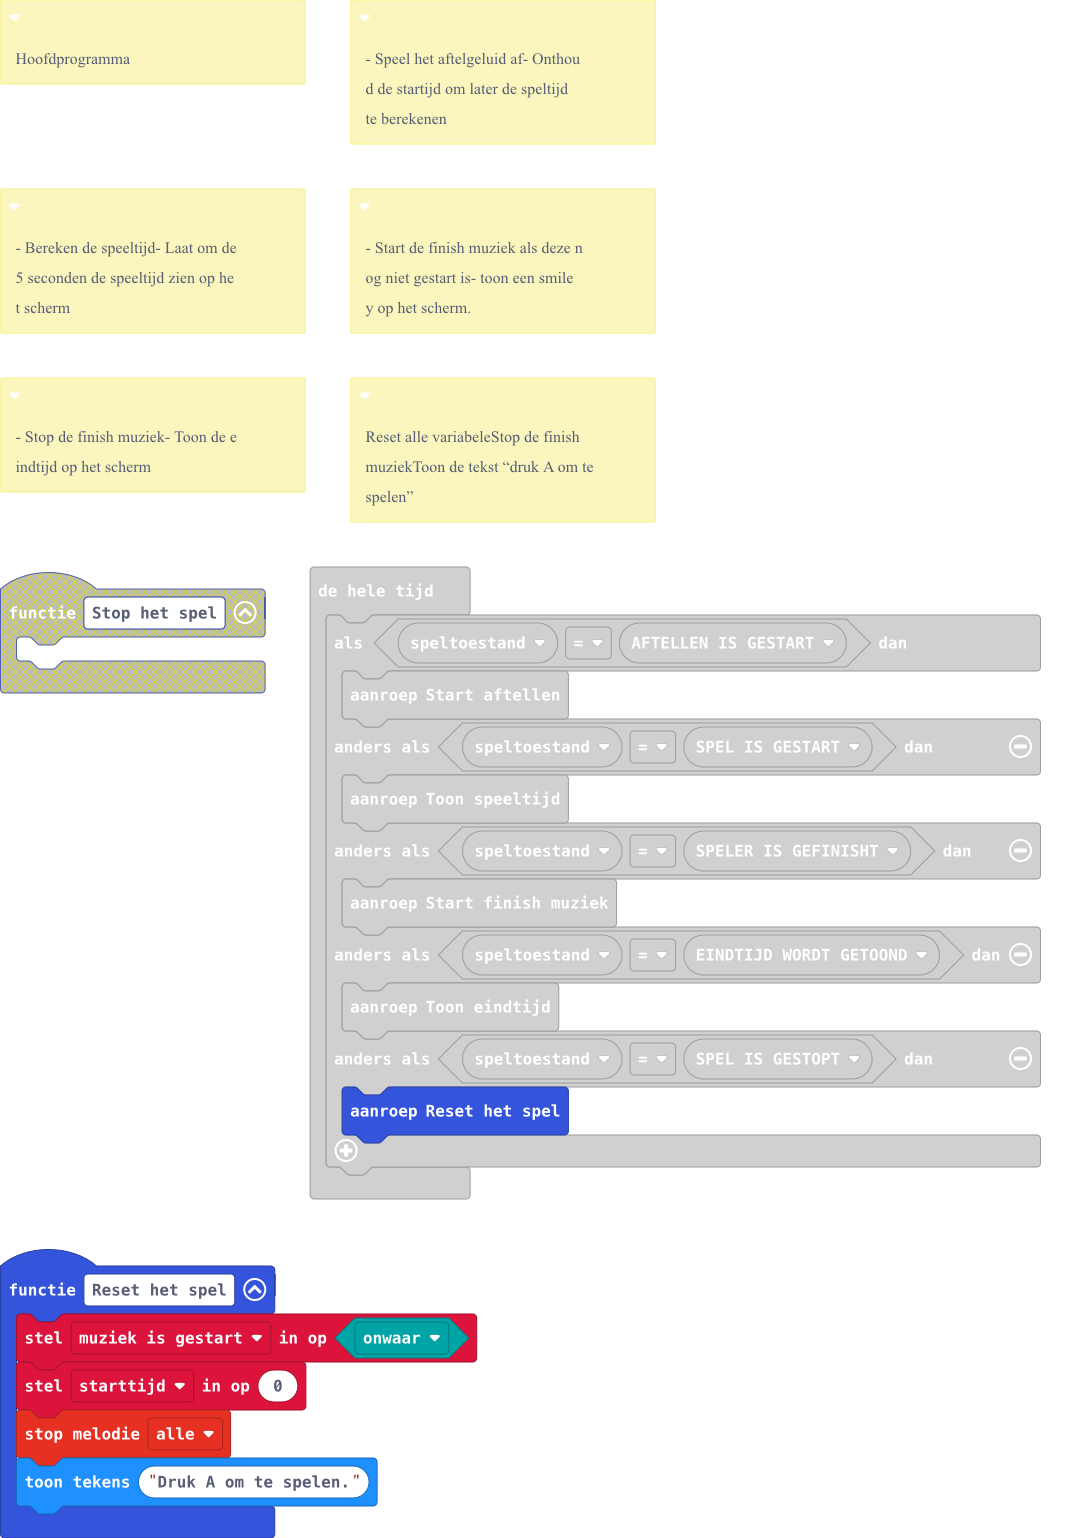 Hoofdprogramma
- Speel het aftelgeluid af- Onthou
d de startijd om later de speltijd
te berekenen
- Bereken de speeltijd- Laat om de
5 seconden de speeltijd zien op he
t scherm
- Start de finish muziek als deze n
og niet gestart is- toon een smile
y op het scherm.
- Stop de finish muziek- Toon de e
indtijd op het scherm
Reset alle variabeleStop de finish
muziekToon de tekst “druk A om te
spelen”
functie Stop het spel
de hele tijd
als speltoestand = AFTELLEN IS GESTART dan
aanroep Start aftellen
anders als speltoestand = SPEL IS GESTART dan
aanroep Toon speeltijd
anders als speltoestand = SPELER IS GEFINISHT dan
aanroep Start finish muziek
anders als speltoestand = EINDTIJD WORDT GETOOND dan
aanroep Toon eindtijd
anders als speltoestand = SPEL IS GESTOPT dan
aanroep Reset het spel
functie Reset het spel
stel muziek is gestart in op onwaar
stel starttijd in op 0
stop melodie alle
toon tekens "Druk A om te spelen."